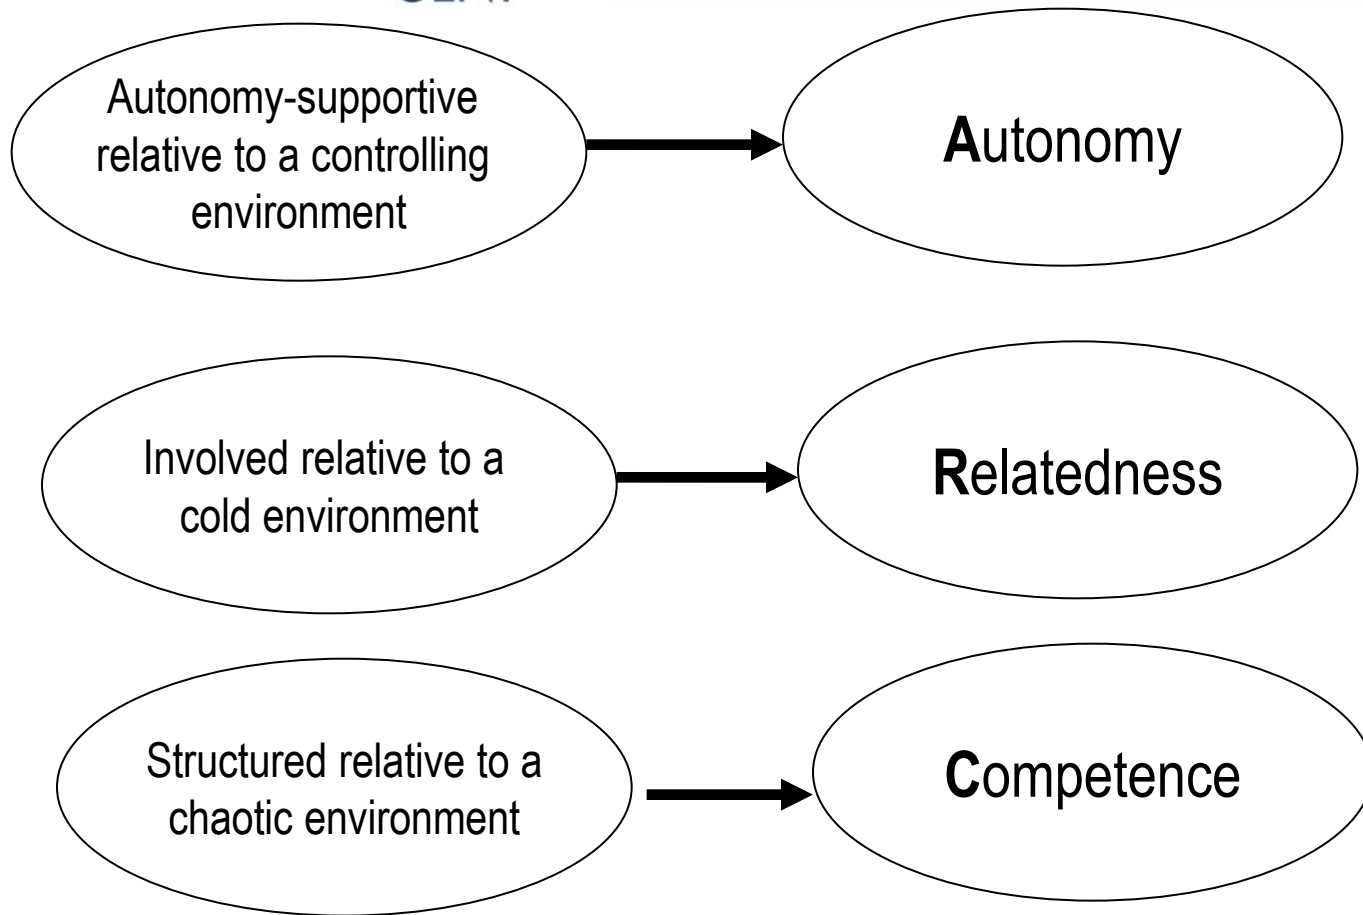 Autonomy-supportive
relative to a controlling
environment
Autonomy
Involved relative to a
cold environment
Relatedness
Structured relative to a
chaotic environment
Competence